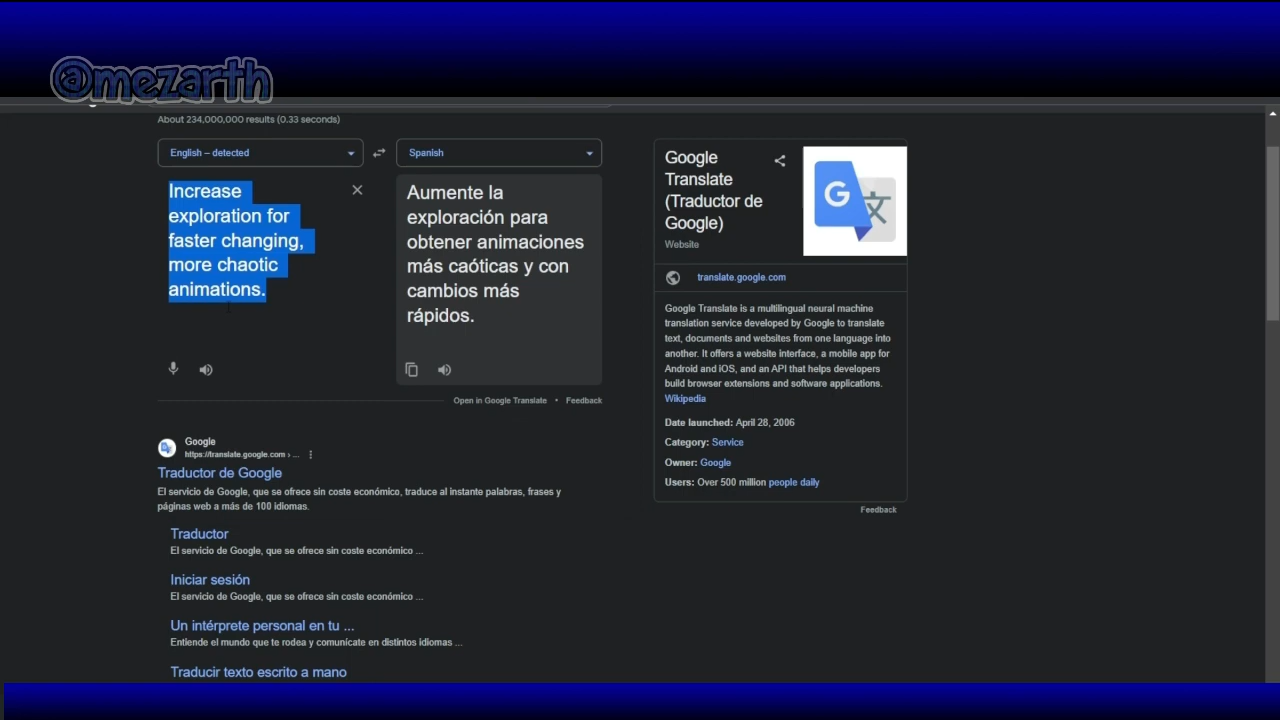 @mezarth
About 234,000,000 results (0.33 seconds)
English – detected
Spanish
Increase
exploration for
faster changing,
more chaotic
animations.
Aumente la
exploración para
obtener animaciones
más caóticas y con
cambios más
rápidos.
Open in Google Translate • Feedback
Google
https://translate.google.com › ...
Traductor de Google
El servicio de Google, que se ofrece sin coste económico, traduce al instante palabras, frases y
páginas web a más de 100 idiomas.
Traductor
El servicio de Google, que se ofrece sin coste económico ...
Iniciar sesión
El servicio de Google, que se ofrece sin coste económico ...
Un intérprete personal en tu ...
Entiende el mundo que te rodea y comunícate en distintos idiomas ...
Traducir texto escrito a mano
Google
Translate
(Traductor de
Google)
Website
G
translate.google.com
Google Translate is a multilingual neural machine
translation service developed by Google to translate
text, documents and websites from one language into
another. It offers a website interface, a mobile app for
Android and iOS, and an API that helps developers
build browser extensions and software applications.
Wikipedia
Date launched: April 28, 2006
Category: Service
Owner: Google
Users: Over 500 million people daily
Feedback